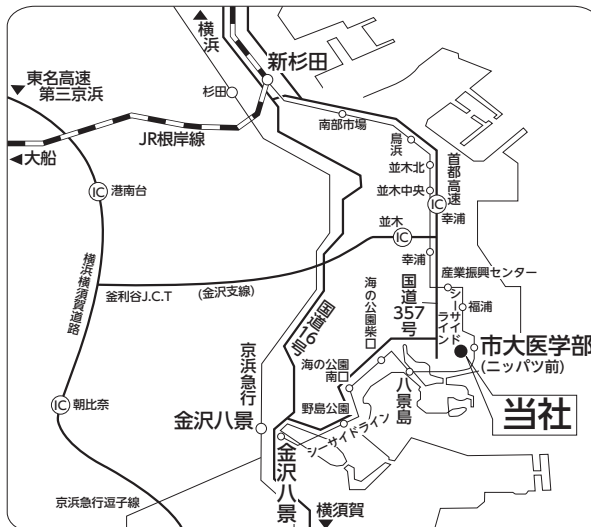 ▲横浜
新杉田
杉田
▼東名高速
第三京浜
JR根岸線
◀大船
南部市場
鳥浜
並木北
並木中央
首都高速
IC
幸浦
IC
港南台
並木
IC
幸浦
産業振興センター
横浜横須賀道路
釜利谷J.C.T
(金沢支線)
国道16号
海の公園柴口
国道357号
シーサイドライン
福浦
市大医学部
(ニッパツ前)
京浜急行
海の公園
南口
八景島
当社
IC
朝比奈
金沢八景
野島公園
シーサイドライン
金沢八景
京浜急行逗子線
横須賀
▼